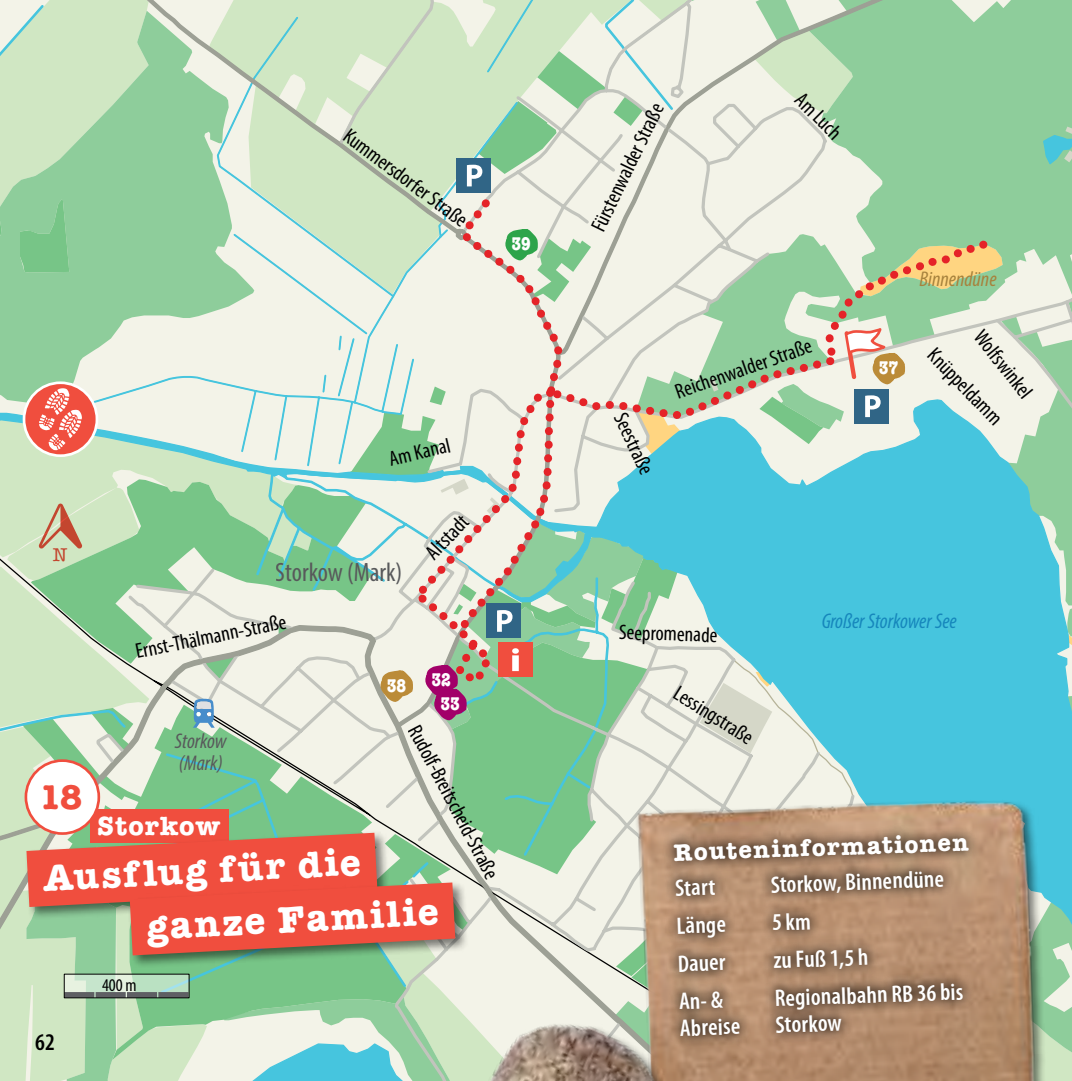 Kummersdorfer Straße
P
39
Fürstenwalder Straße
Am Luch
Binnendüne
Reichenwalder Straße
37
P
Knüppeldamm
Wolfswinkel
Seestraße
Am Kanal
N
Altstadt
Storkow (Mark)
Ernst-Thälmann-Straße
P
i
32
33
38
Seepromenade
Großer Storkower See
Lessingstraße
Storkow
(Mark)
Rudolf-Breitscheid-Straße
18
Storkow
Ausflug für die
ganze Familie
400 m
62
Routeninformationen
Start Storkow, Binnendüne
Länge 5 km
Dauer zu Fuß 1,5 h
An- & Regionalbahn RB 36 bis
Abreise Storkow